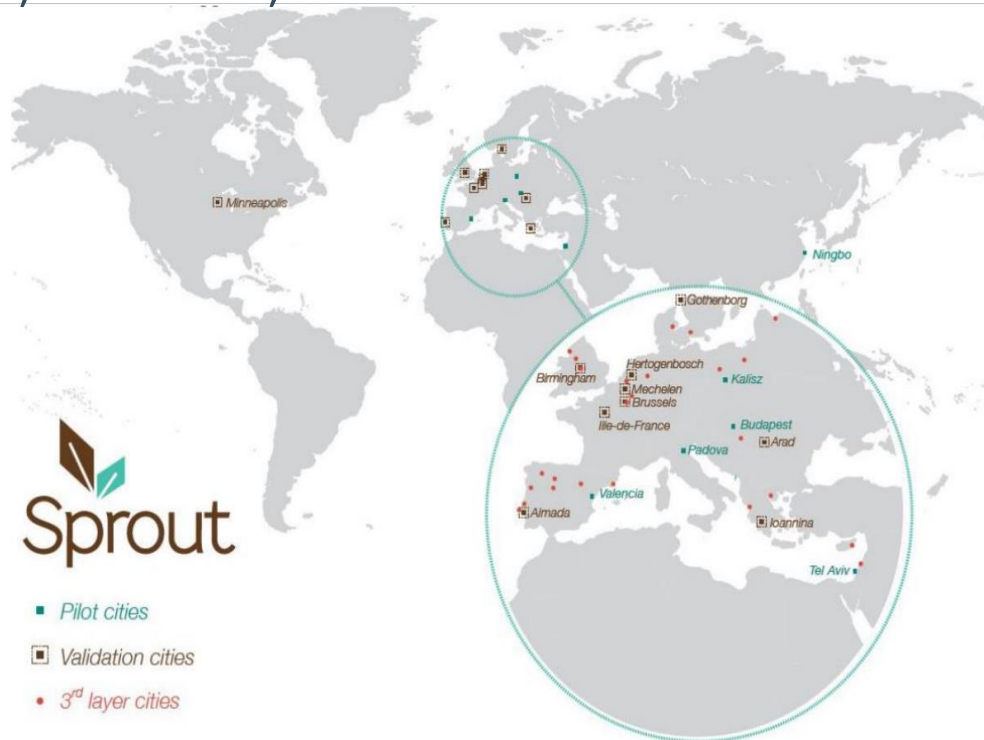 Minneapolis
Ningbo
Gothenborg
Hertogenbosch
Birmingham
Mechelen
Kalisz
Brussels
Ille-de-France
Budapest
Arad
Padova
Valencia
Almada
Ioannina
Tel Aviv
Sprout
Pilot cities
Validation cities
3rd layer cities